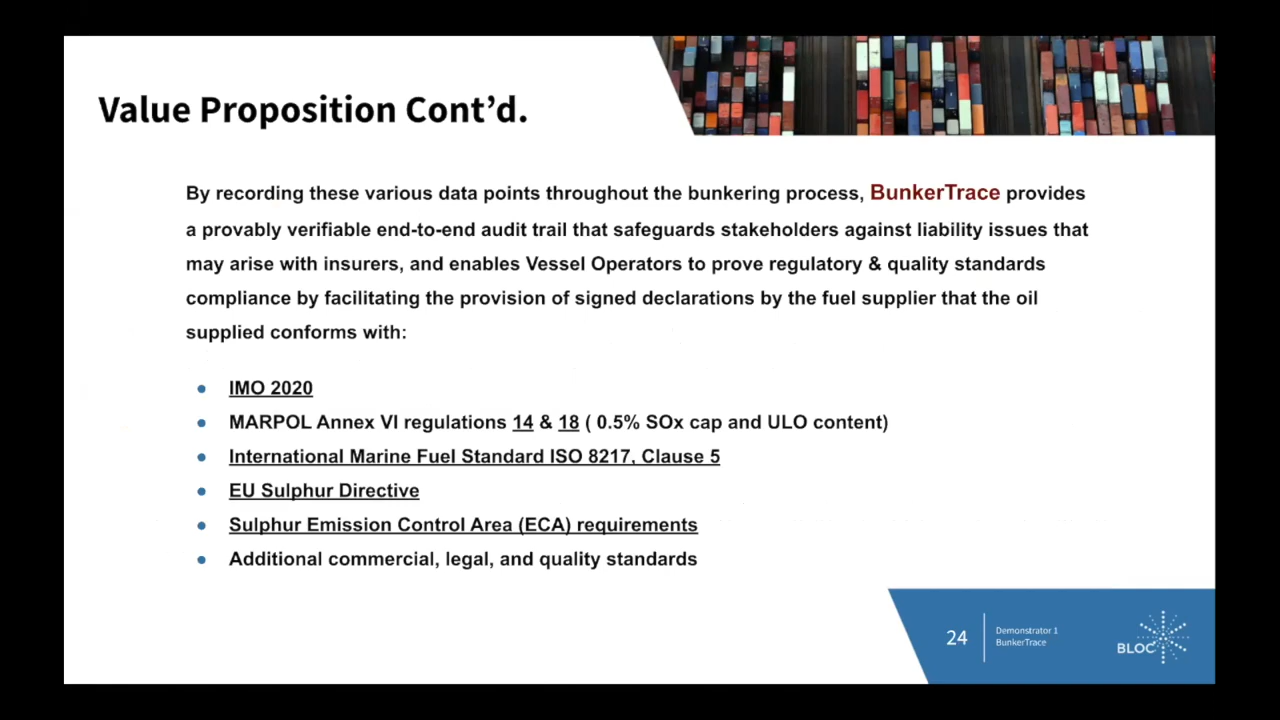 Value Proposition Cont’d.
By recording these various data points throughout the bunkering process, BunkerTrace provides
a provably verifiable end-to-end audit trail that safeguards stakeholders against liability issues that
may arise with insurers, and enables Vessel Operators to prove regulatory & quality standards
compliance by facilitating the provision of signed declarations by the fuel supplier that the oil
supplied conforms with:
● IMO 2020
● MARPOL Annex VI regulations 14 & 18 ( 0.5% SOx cap and ULO content)
● International Marine Fuel Standard ISO 8217, Clause 5
● EU Sulphur Directive
● Sulphur Emission Control Area (ECA) requirements
● Additional commercial, legal, and quality standards
24
Demonstrator 1
BunkerTrace
BLOC